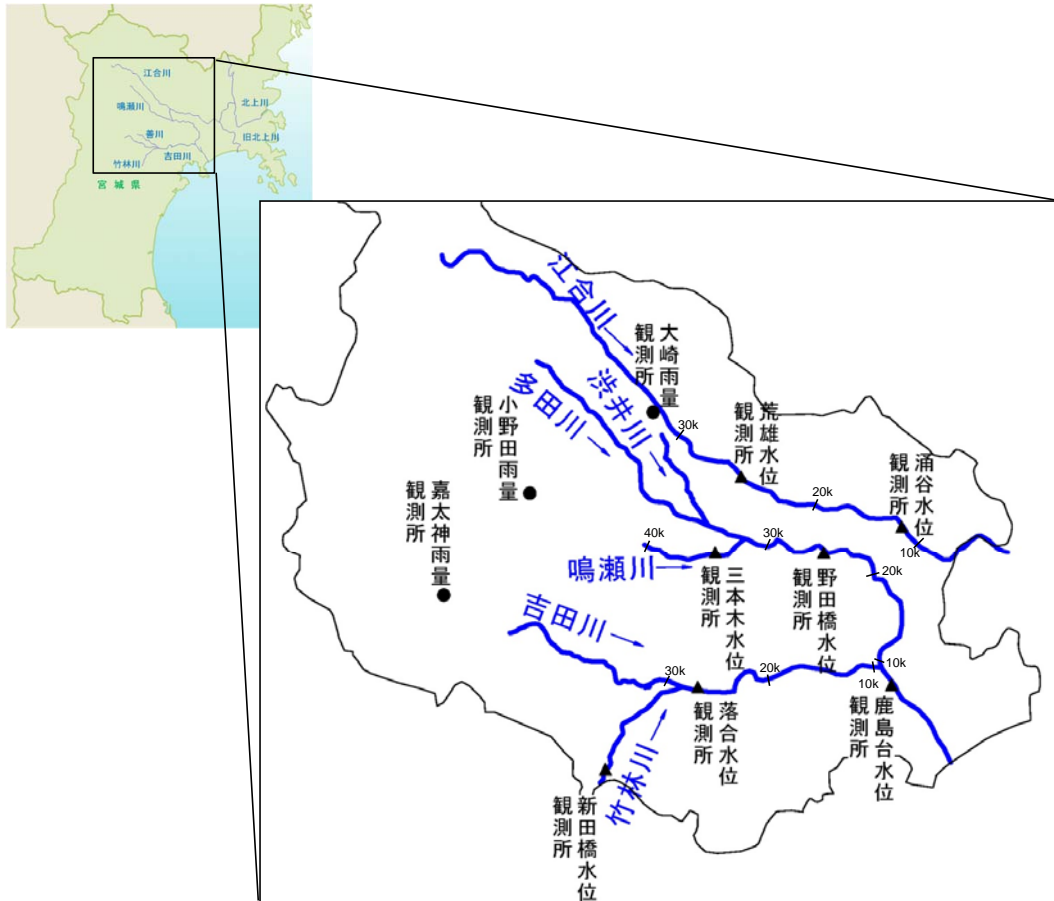 江合川
鳴瀬川
北上川
善川
旧北上川
吉田川
竹林川
宮城県
江合川
大崎雨量
観測所
渋井川
多田川
小野田雨量
観測所
荒雄水位
観測所
涌谷水位
観測所
嘉太神雨量
観測所
30k
20k
10k
40k
30k
20k
鳴瀬川
三本木水位
観測所
野田橋水位
観測所
吉田川
30k
20k
10k
10k
落合水位
観測所
鹿島台水位
観測所
竹林川
新田橋水位
観測所